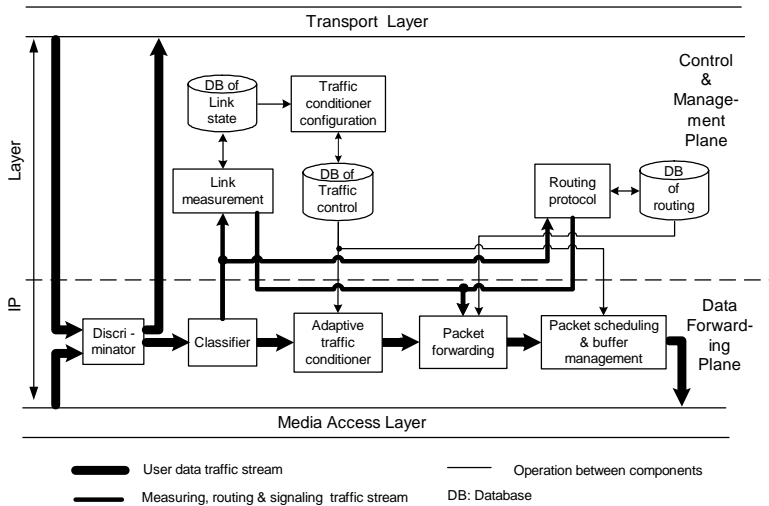 Transport Layer
Control
&
Manage-
ment
Plane
DB of
Link
state
Traffic
conditioner
configuration
Layer
Link
measurement
DB of
Traffic
control
Routing
protocol
DB
of
routing
IP
Discri -
minator
Classifier
Adaptive
traffic
conditioner
Packet
forwarding
Packet scheduling
& buffer
management
Data
Forward-
ing
Plane
Media Access Layer
User data traffic stream
Operation between components
Measuring, routing & signaling traffic stream
DB: Database